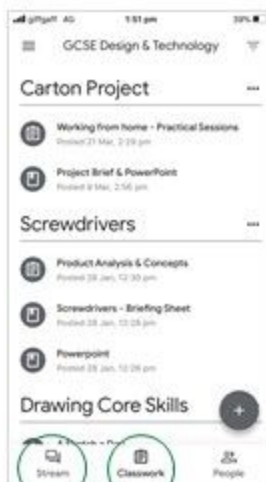 giffgaff 4G 1:51 pm 39%
GCSE Design & Technology
Carton Project
Working from home - Practical Sessions
Posted 21 Mar, 2:39 pm
Project Brief & PowerPoint
Posted 9 Mar, 2:56 pm
Screwdrivers
Product Analysis & Concepts
Posted 28 Jan, 12:30 pm
Screwdrivers - Briefing Sheet
Posted 28 Jan, 12:28 pm
Powerpoint
Posted 28 Jan, 12:26 pm
Drawing Core Skills
Stream
Classwork
People